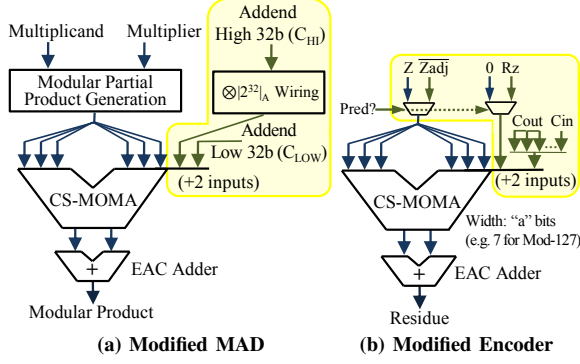 Multiplicand
Multiplier
Modular Partial
Product Generation
Addend
High 32b (C_HI)
⊗|2^32|_A Wiring
Addend
Low 32b (C_LOW)
(+2 inputs)
CS-MOMA
+
EAC Adder
Modular Product
(a) Modified MAD
Z Zadj
0 Rz
Pred?
Cout Cin
(+2 inputs)
CS-MOMA
Width: “a” bits
(e.g. 7 for Mod-127)
+
EAC Adder
Residue
(b) Modified Encoder